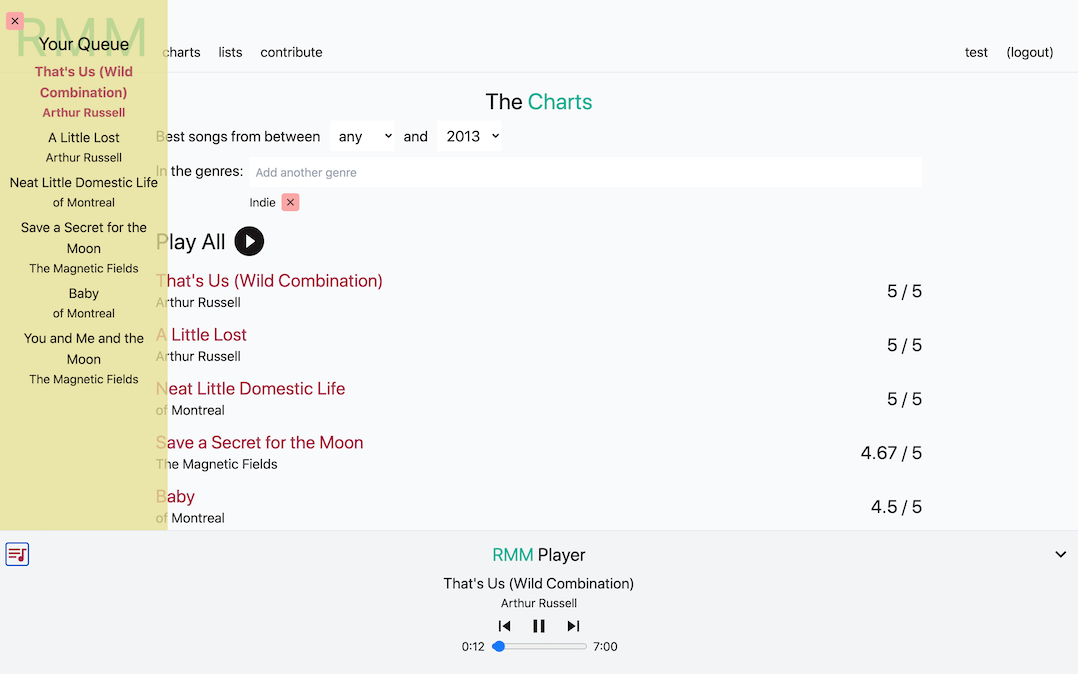 RMM
Your Queue
That's Us (Wild
Combination)
Arthur Russell
A Little Lost
Arthur Russell
Neat Little Domestic Life
of Montreal
Save a Secret for the
Moon
The Magnetic Fields
Baby
of Montreal
You and Me and the
Moon
The Magnetic Fields
charts lists contribute
test (logout)
The Charts
Best songs from between any and 2013
In the genres: Add another genre
Indie
Play All
That's Us (Wild Combination)
Arthur Russell
5 / 5
A Little Lost
Arthur Russell
5 / 5
Neat Little Domestic Life
of Montreal
5 / 5
Save a Secret for the Moon
The Magnetic Fields
4.67 / 5
Baby
of Montreal
4.5 / 5
RMM Player
That's Us (Wild Combination)
Arthur Russell
0:12 7:00